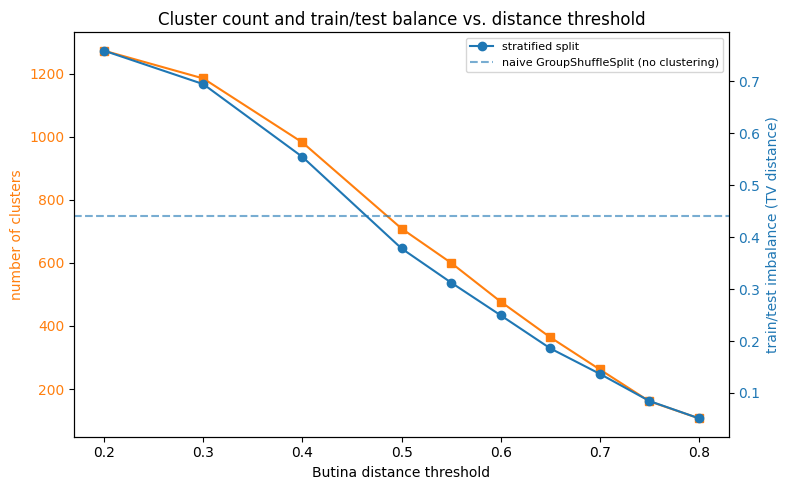 Cluster count and train/test balance vs. distance threshold
stratified split
naive GroupShuffleSplit (no clustering)
number of clusters
1200
1000
800
600
400
200
0.7
0.6
0.5
0.4
0.3
0.2
0.1
train/test imbalance (TV distance)
0.2 0.3 0.4 0.5 0.6 0.7 0.8
Butina distance threshold